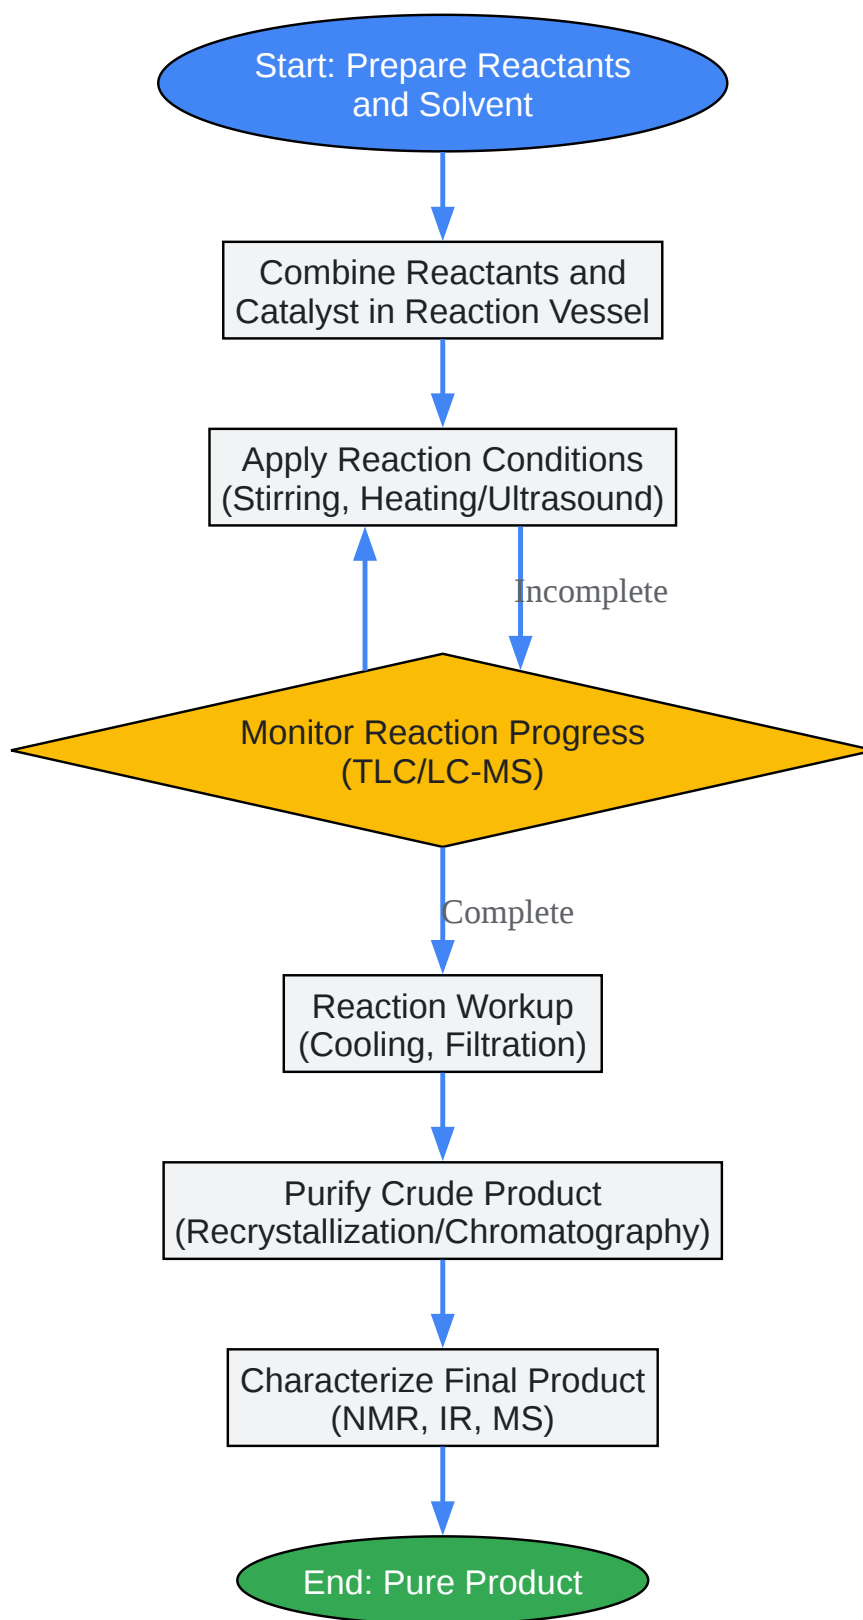 Start: Prepare Reactants
and Solvent
Combine Reactants and
Catalyst in Reaction Vessel
Apply Reaction Conditions
(Stirring, Heating/Ultrasound)
Incomplete
Monitor Reaction Progress
(TLC/LC-MS)
Complete
Reaction Workup
(Cooling, Filtration)
Purify Crude Product
(Recrystallization/Chromatography)
Characterize Final Product
(NMR, IR, MS)
End: Pure Product